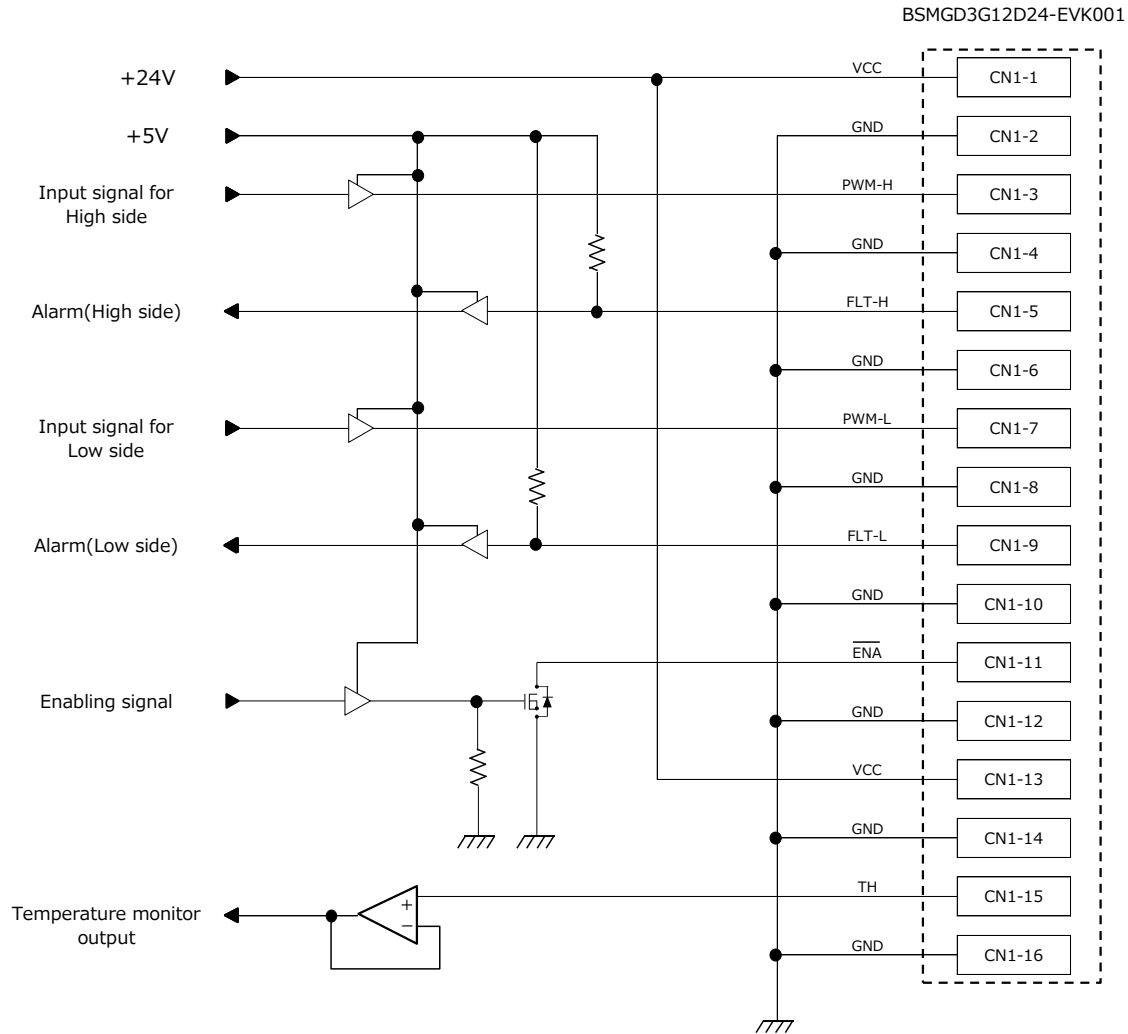 BSMGD3G12D24-EVK001
+24V
VCC
CN1-1
+5V
GND
CN1-2
Input signal for
High side
PWM-H
CN1-3
GND
CN1-4
Alarm(High side)
FLT-H
CN1-5
GND
CN1-6
Input signal for
Low side
PWM-L
CN1-7
GND
CN1-8
Alarm(Low side)
FLT-L
CN1-9
GND
CN1-10
ENA
CN1-11
Enabling signal
GND
CN1-12
VCC
CN1-13
GND
CN1-14
TH
CN1-15
Temperature monitor
output
+
−
GND
CN1-16